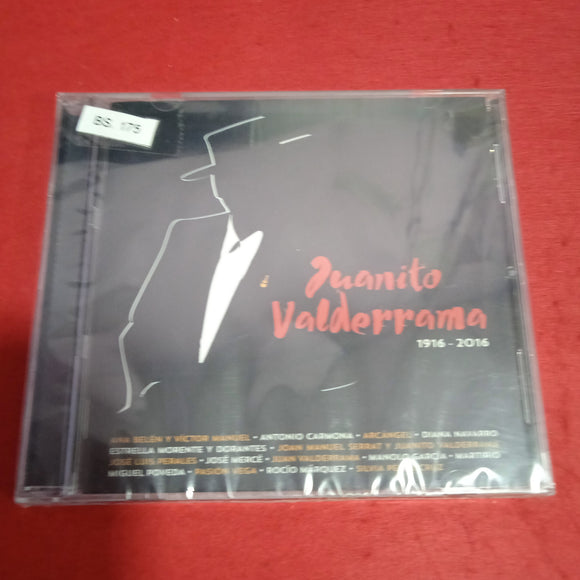 BS. 175
Juanito
Valderrama
1916 - 2016
ANA BELÉN Y VÍCTOR MANUEL - ANTONIO CARMONA - ARCÁNGEL - DIANA NAVARRO
ESTRELLA MORENTE Y DORANTES - JOAN MANUEL SERRAT Y JUANITO VALDERRAMA
JOSE LUIS PERALES - JOSÉ MERCÉ - JUAN VALDERRAMA - MANOLO GARCÍA - MARTIRIO
MIGUEL POVEDA - PASIÓN VEGA - ROCÍO MÁRQUEZ - SILVIA PÉREZ CRUZ